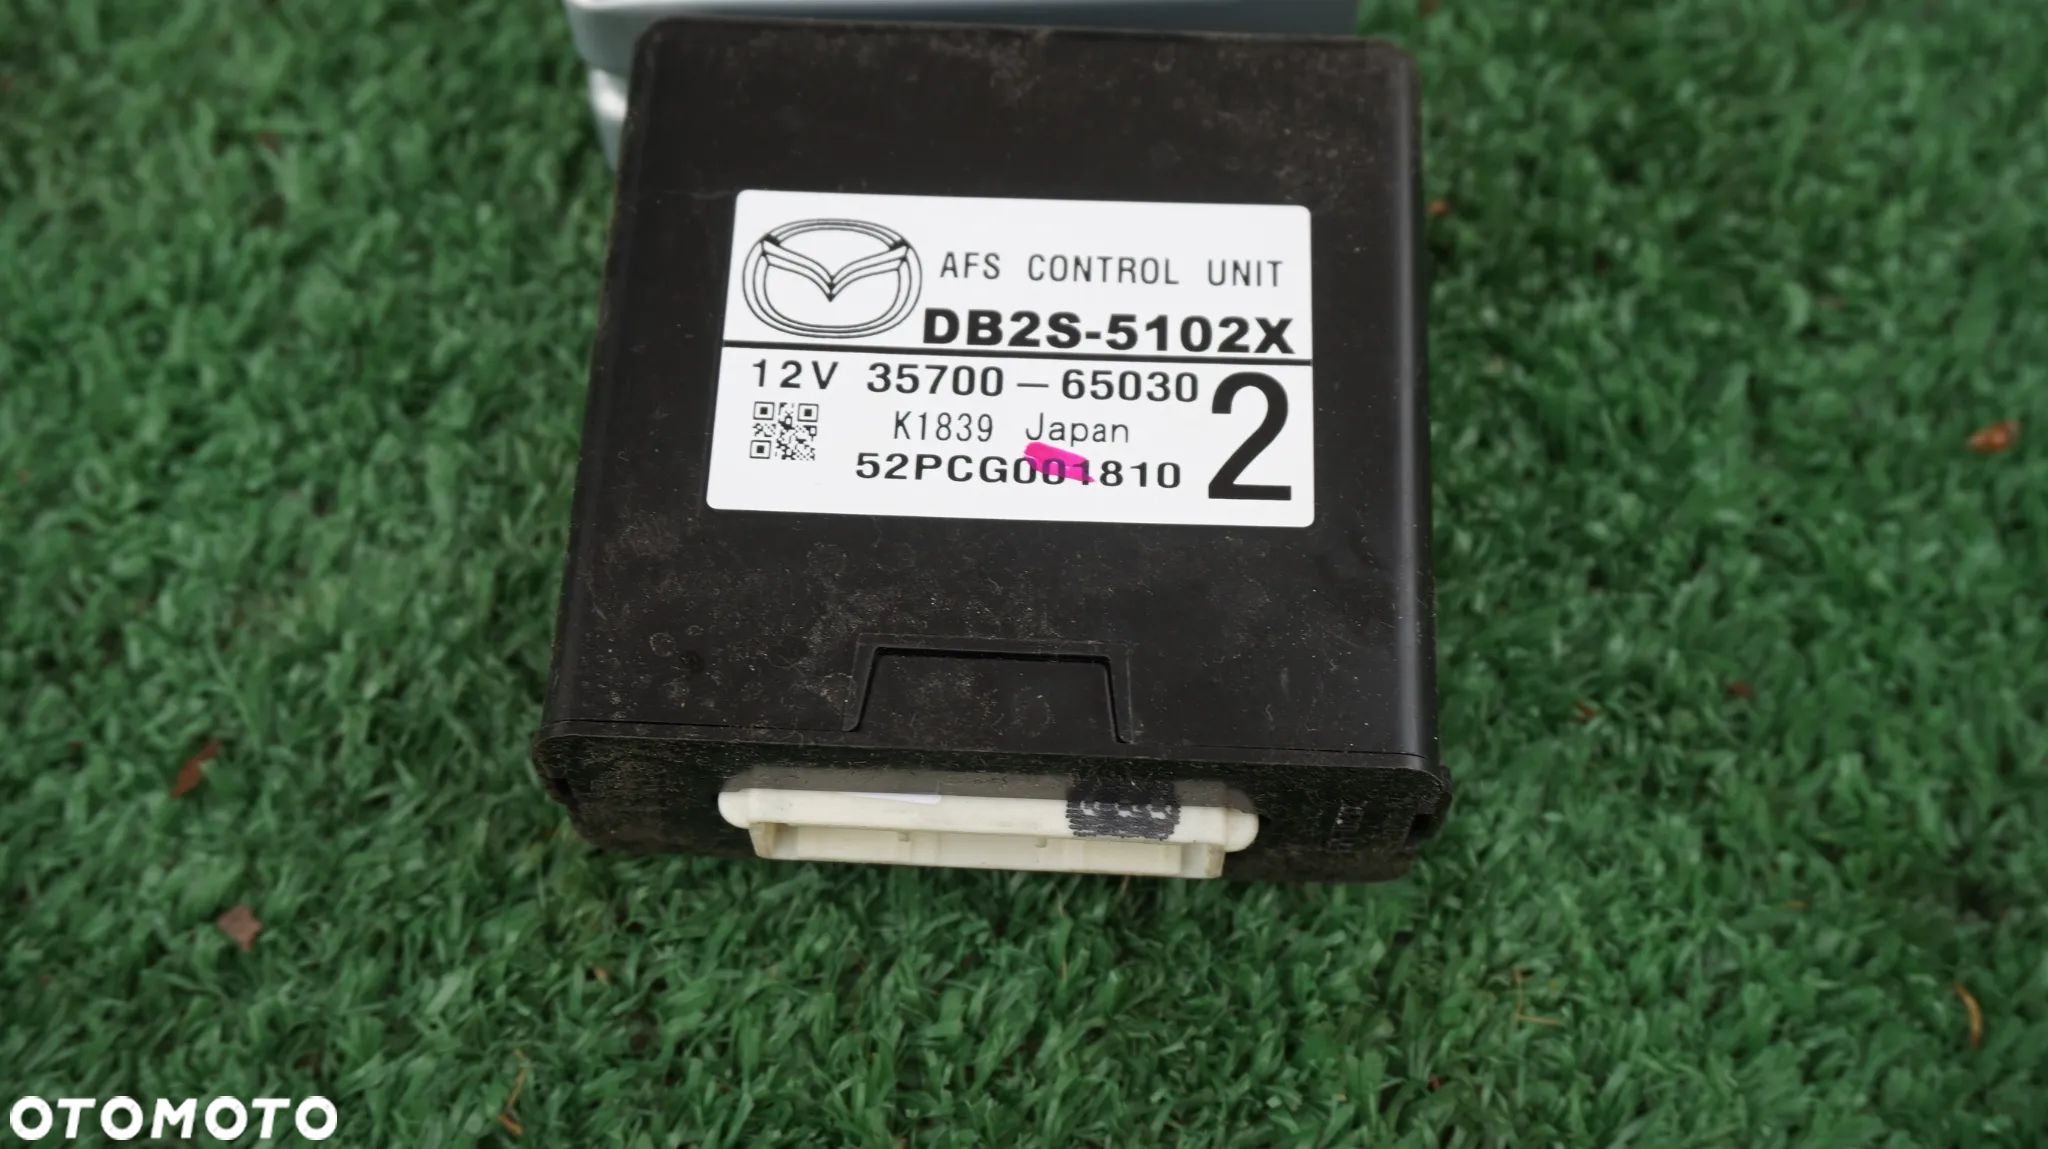 AFS CONTROL UNIT
DB2S-5102X
12V 35700-65030
2
K1839 Japan
52PCG001810
OTOMOTO